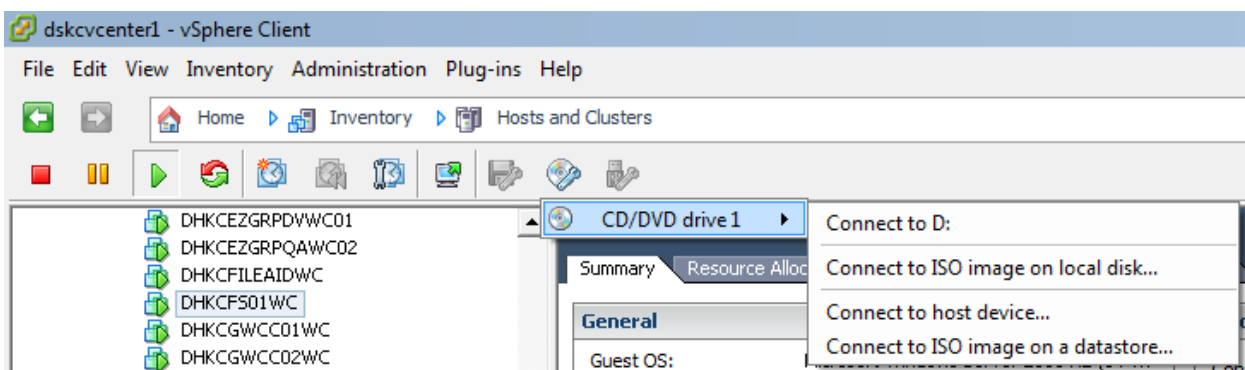 dskcvcenter1 - vSphere Client
File Edit View Inventory Administration Plug-ins Help
Home Inventory Hosts and Clusters
DHKCEZGRPDVWC01
DHKCEZGRPQAWC02
DHKCFILEAIDWC
DHKCFS01WC
DHKCGWCC01WC
DHKCGWCC02WC
CD/DVD drive 1
Connect to D:
Connect to ISO image on local disk...
Connect to host device...
Connect to ISO image on a datastore...
Summary Resource Alloc
General
Guest OS: